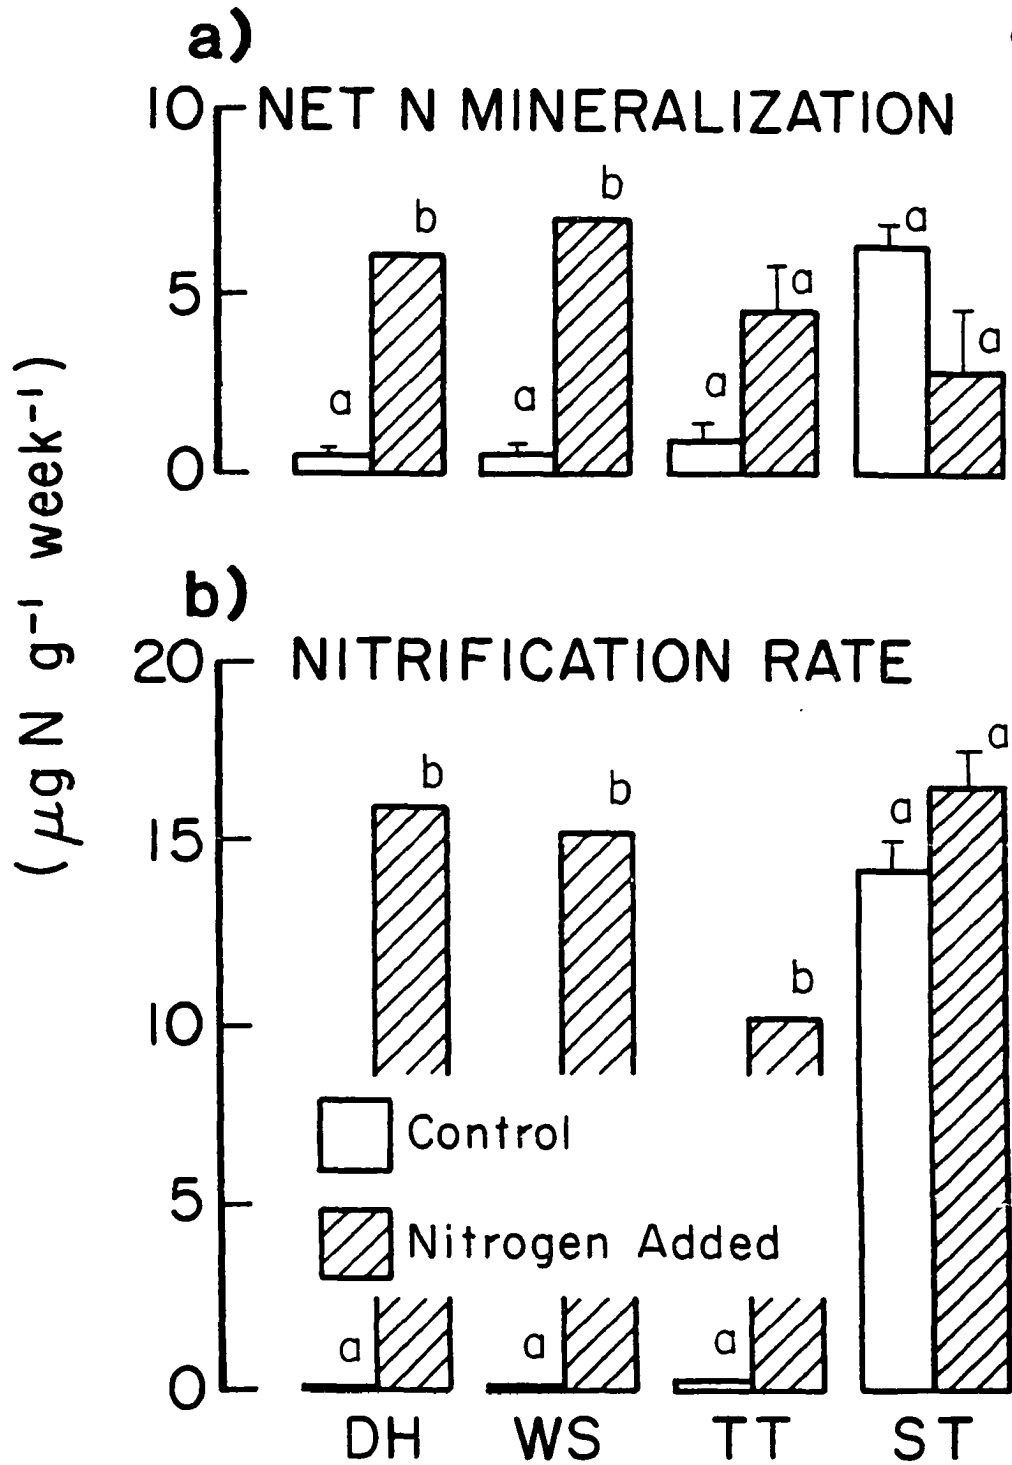 a)
10 NET N MINERALIZATION
b
b
a
5
a
a
a
a
a
0
(μg N g⁻¹ week⁻¹)
b)
20 NITRIFICATION RATE
a
b
b
a
15
b
10
Control
5
Nitrogen Added
a
a
a
0
DH WS TT ST